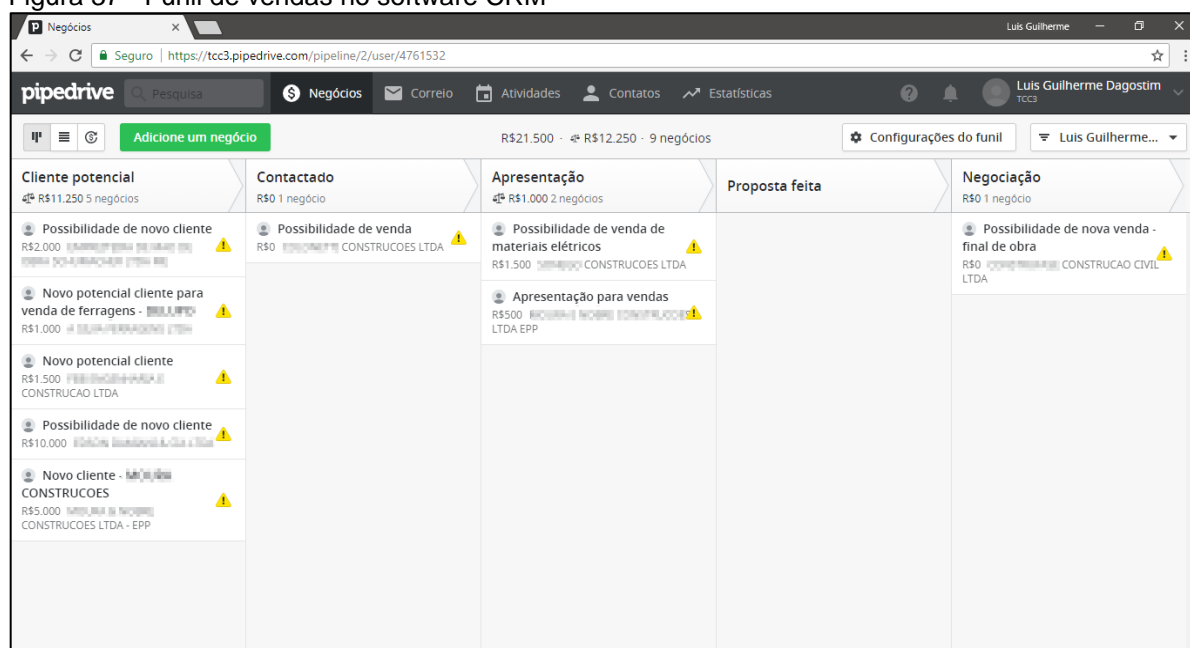 Figura 37 - Funil de vendas no software CRM
Negócios
Luis Guilherme
Seguro
https://tcc3.pipedrive.com/pipeline/2/user/4761532
pipedrive
Pesquisa
Negócios
Correio
Atividades
Contatos
Estatísticas
Luis Guilherme Dagostim
TCC3
Adicione um negócio
R$21.500 · R$12.250 · 9 negócios
Configurações do funil
Luis Guilherme...
Cliente potencial
R$11.250 5 negócios
Possibilidade de novo cliente
R$2.000
Novo potencial cliente para
venda de ferragens -
R$1.000
Novo potencial cliente
R$1.500
CONSTRUCAO LTDA
Possibilidade de novo cliente
R$10.000
Novo cliente -
CONSTRUCOES
R$5.000
CONSTRUCOES LTDA - EPP
Contactado
R$0 1 negócio
Possibilidade de venda
R$0 CONSTRUCOES LTDA
Apresentação
R$1.000 2 negócios
Possibilidade de venda de
materiais elétricos
R$1.500 CONSTRUCOES LTDA
Apresentação para vendas
R$500
LTDA EPP
Proposta feita
Negociação
R$0 1 negócio
Possibilidade de nova venda -
final de obra
R$0 CONSTRUCAO CIVIL
LTDA